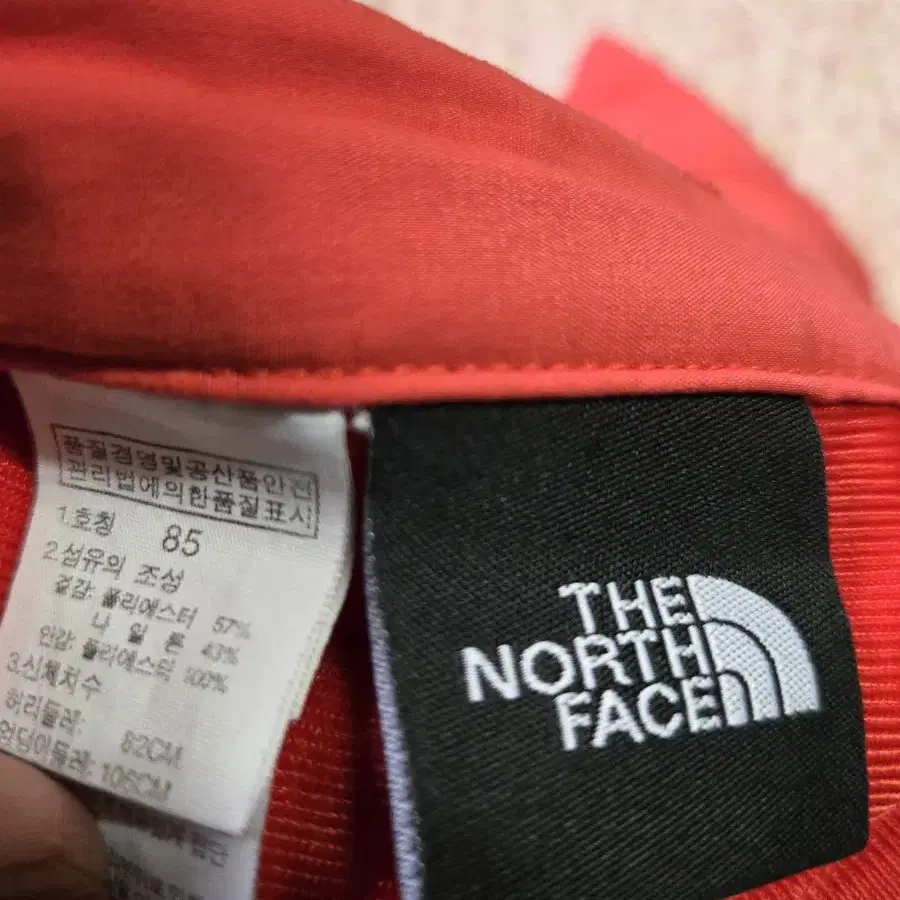 품질경영및공산품안전
관리법에의한품질표시
1.호칭 85
2.섬유의 조성
겉감: 폴리에스터 57%
나 일 론 43%
안감: 폴리에스터 100%
3.신체치수
허리둘레: 82CM
엉덩이둘레: 106CM
THE
NORTH
FACE